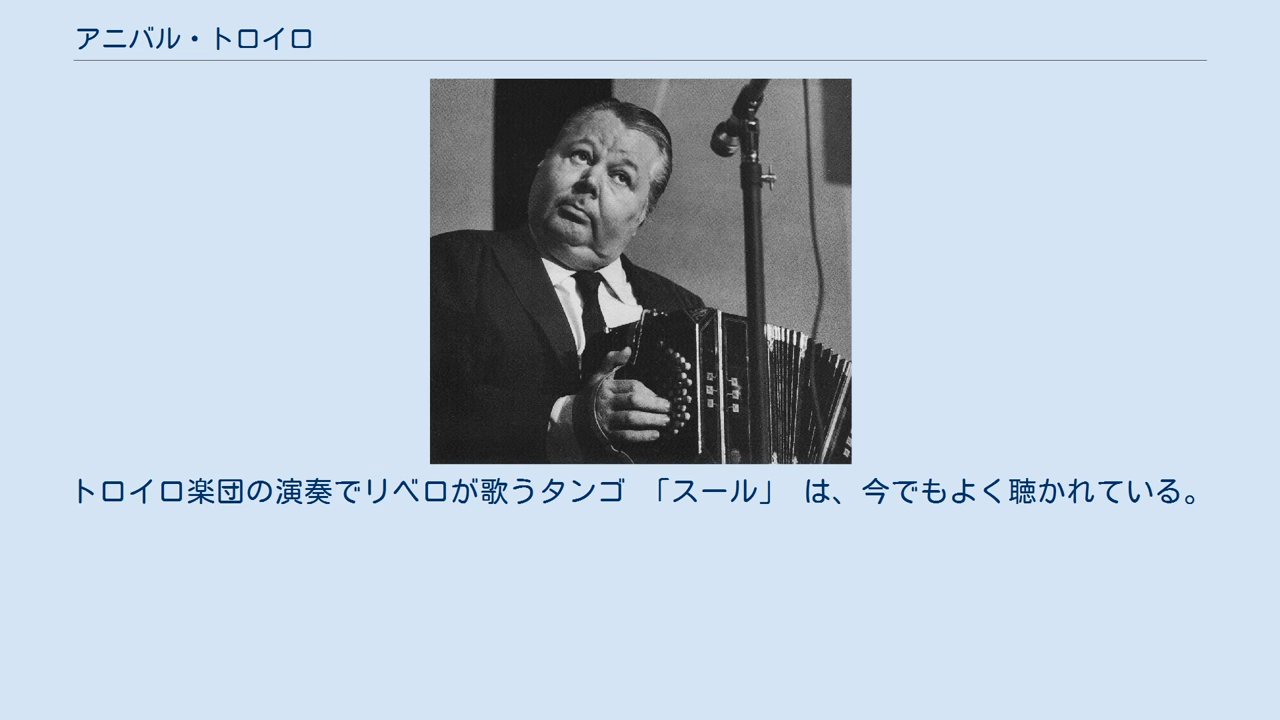 アニバル・トロイロ
トロイロ楽団の演奏でリベロが歌うタンゴ 「スール」 は、今でもよく聴かれている。